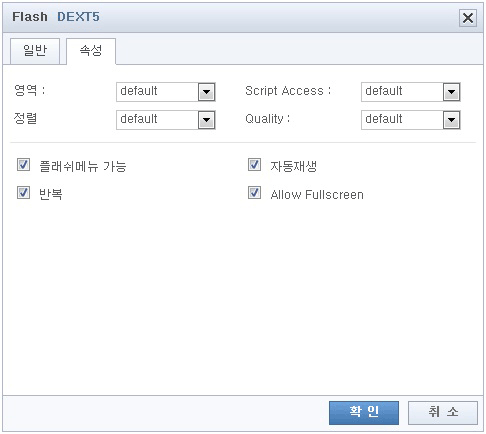 Flash DEXT5
일반 속성
영역 : default Script Access : default
정렬 default Quality : default
플래쉬메뉴 가능 자동재생
반복 Allow Fullscreen
확 인 취 소